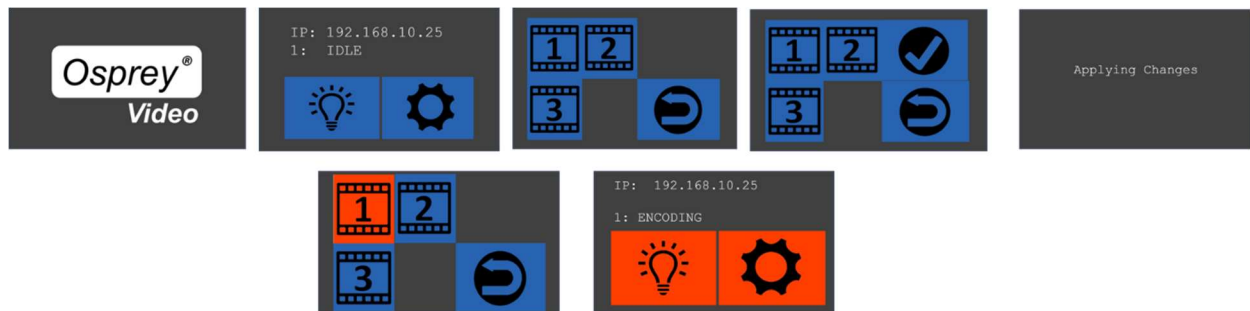 Osprey®
Video
IP: 192.168.10.25
1: IDLE
1 2
3
1 2
3
Applying Changes
1 2
3
IP: 192.168.10.25
1: ENCODING